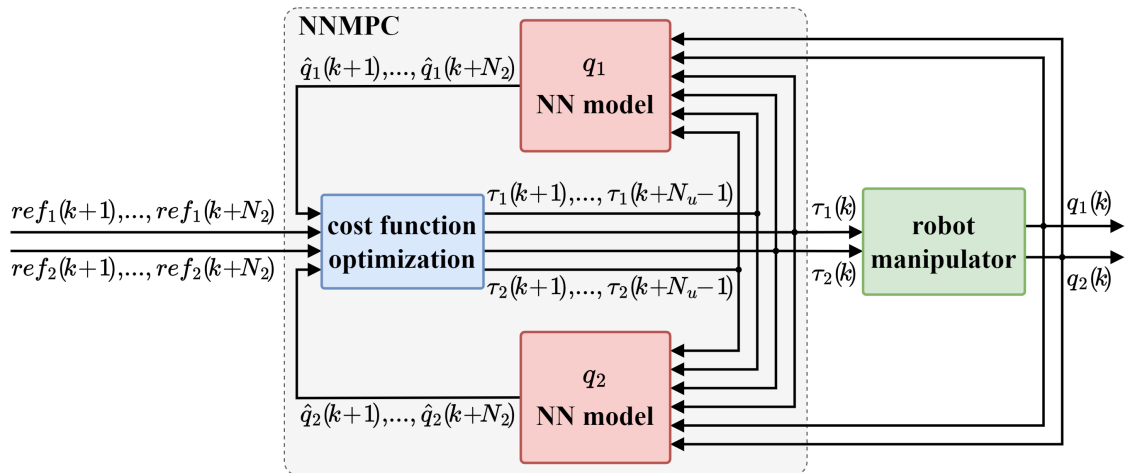 NNMPC
q̂₁(k+1),..., q̂₁(k+N₂)
q₁
NN model
ref₁(k+1),..., ref₁(k+N₂)
ref₂(k+1),..., ref₂(k+N₂)
cost function
optimization
τ₁(k+1),..., τ₁(k+Nᵤ−1)
τ₂(k+1),..., τ₂(k+Nᵤ−1)
τ₁(k)
τ₂(k)
robot
manipulator
q₁(k)
q₂(k)
q₂
NN model
q̂₂(k+1),..., q̂₂(k+N₂)